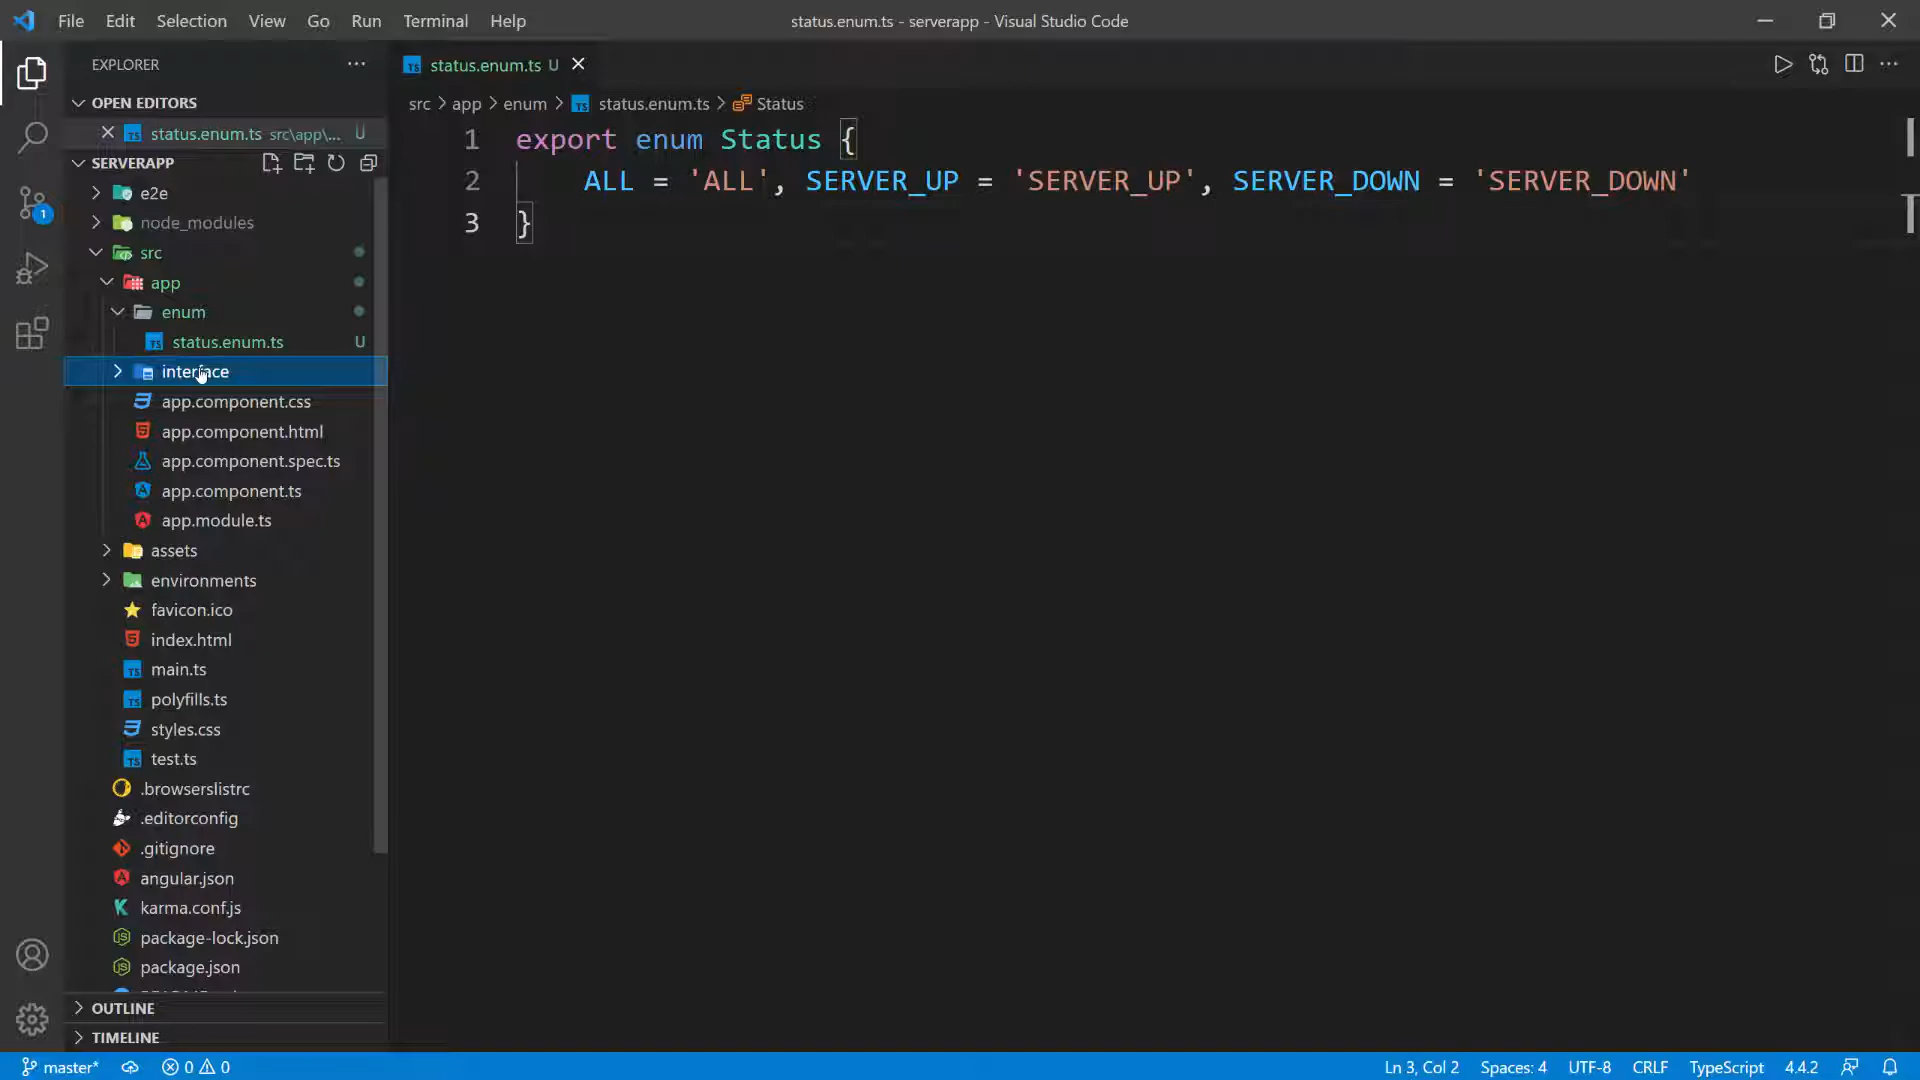 File Edit Selection View Go Run Terminal Help
status.enum.ts - serverapp - Visual Studio Code
EXPLORER
OPEN EDITORS
status.enum.ts src\app\... U
SERVERAPP
e2e
node_modules
src
app
enum
status.enum.ts U
interface
app.component.css
app.component.html
app.component.spec.ts
app.component.ts
app.module.ts
assets
environments
favicon.ico
index.html
main.ts
polyfills.ts
styles.css
test.ts
.browserslistrc
.editorconfig
.gitignore
angular.json
karma.conf.js
package-lock.json
package.json
OUTLINE
TIMELINE
status.enum.ts U
src > app > enum > status.enum.ts > Status
1 export enum Status {
2 ALL = 'ALL', SERVER_UP = 'SERVER_UP', SERVER_DOWN = 'SERVER_DOWN'
3 }
1
master* 0 0 Ln 3, Col 2 Spaces: 4 UTF-8 CRLF TypeScript 4.4.2